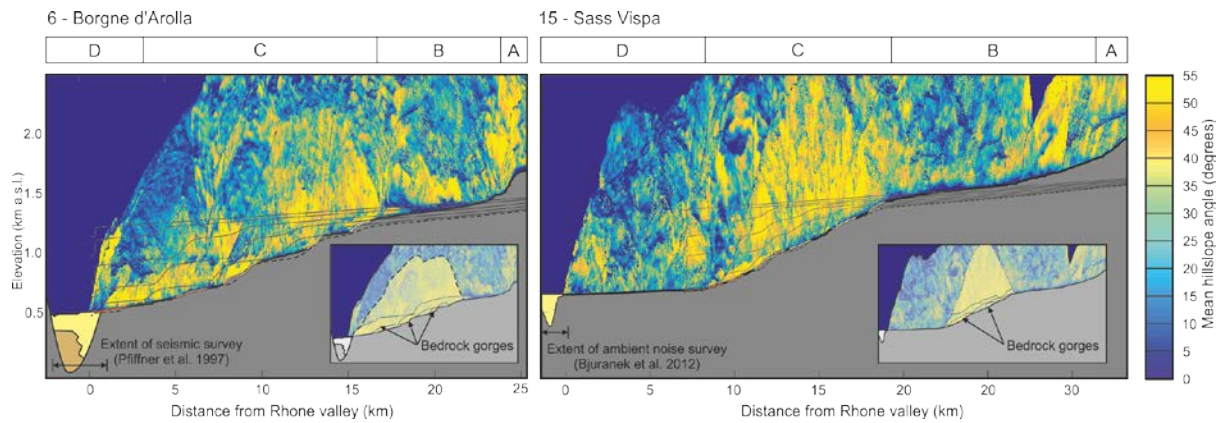 6 - Borgne d'Arolla
15 - Sass Vispa
D C B A
D C B A
Elevation (km a.s.l.)
2.0
1.5
1.0
0.5
Extent of seismic survey
(Pfiffner et al. 1997)
Bedrock gorges
0 5 10 15 20 25
Distance from Rhone valley (km)
Extent of ambient noise survey
(Bjuranek et al. 2012)
Bedrock gorges
0 5 10 15 20 25 30
Distance from Rhone valley (km)
55
50
45
40
35
30
25
20
15
10
5
0
Mean hillslope angle (degrees)